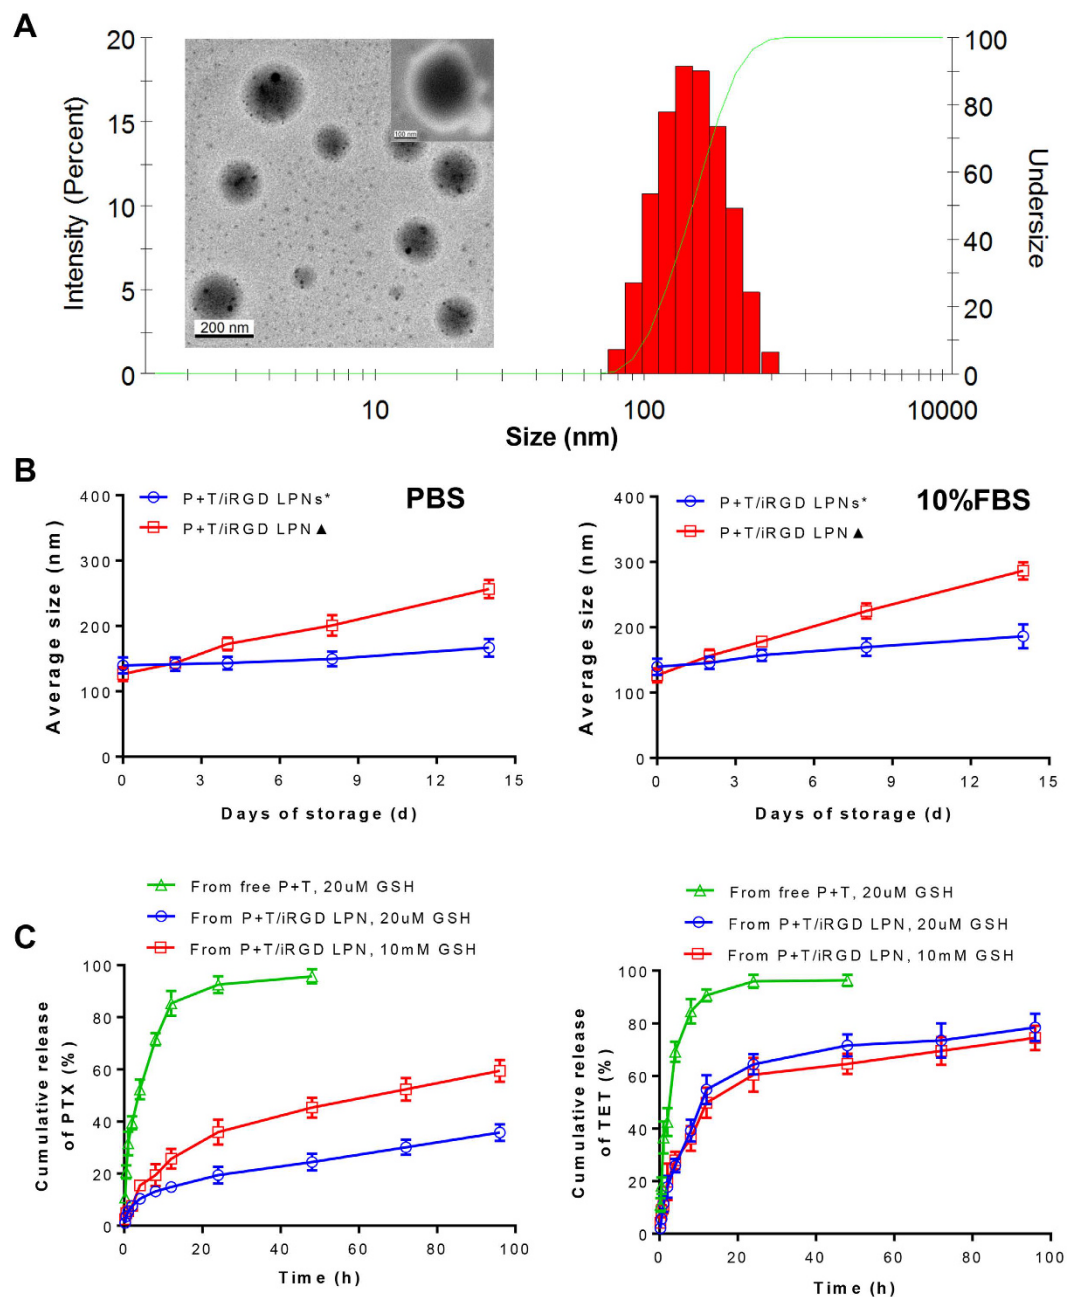 A
20
15
10
5
0
Intensity (Percent)
200 nm
100 nm
100
80
60
40
20
0
Undersize
10
100
10000
Size (nm)
B
P+T/iRGD LPNs*
P+T/iRGD LPN▲
PBS
400
300
200
100
0
Average size (nm)
0 3 6 9 12 15
Days of storage (d)
P+T/iRGD LPNs*
P+T/iRGD LPN▲
10%FBS
400
300
200
100
0
Average size (nm)
0 3 6 9 12 15
Days of storage (d)
C
From free P+T, 20uM GSH
From P+T/iRGD LPN, 20uM GSH
From P+T/iRGD LPN, 10mM GSH
100
80
60
40
20
0
Cumulative release
of PTX (%)
0 20 40 60 80 100
Time (h)
From free P+T, 20uM GSH
From P+T/iRGD LPN, 20uM GSH
From P+T/iRGD LPN, 10mM GSH
100
80
60
40
20
0
Cumulative release
of TET (%)
0 20 40 60 80 100
Time (h)